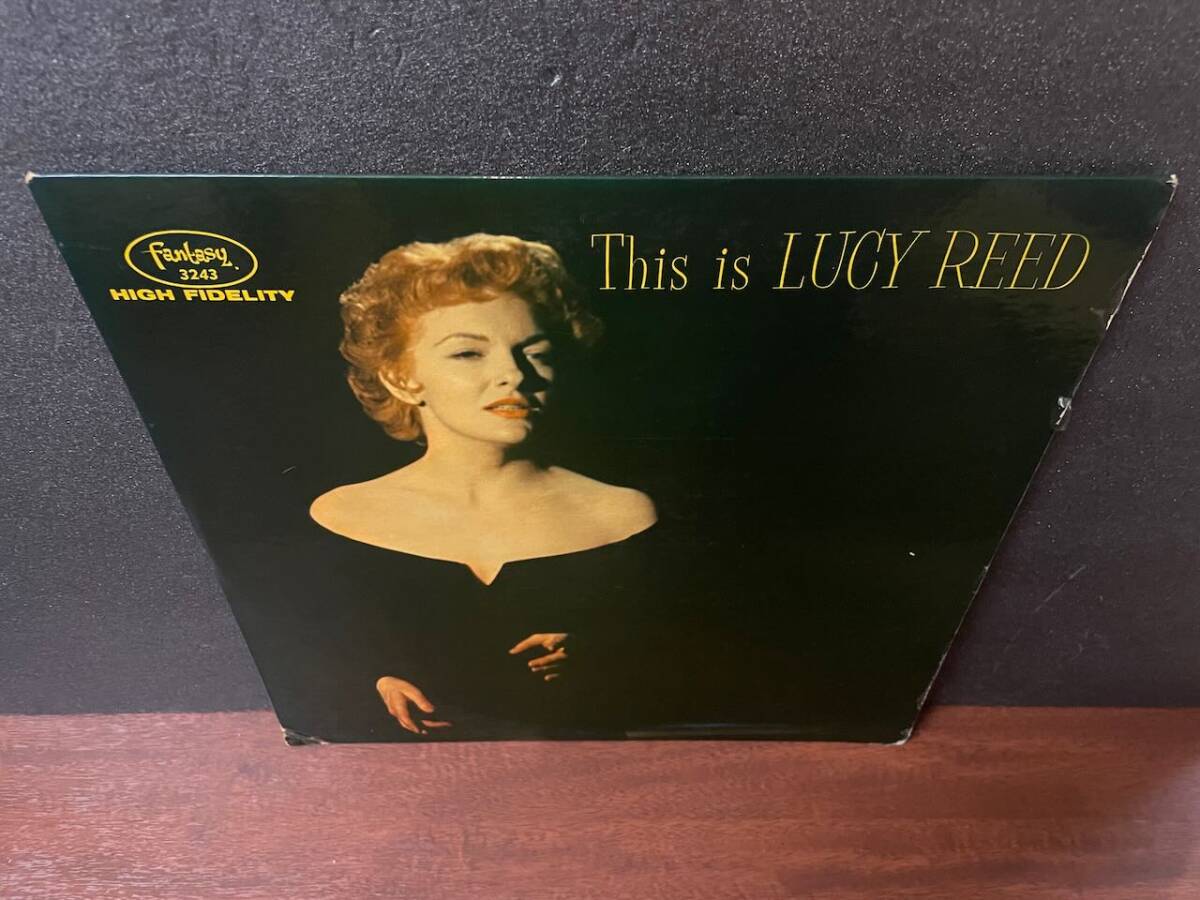 Fantasy.
3243
HIGH FIDELITY
This is LUCY REED